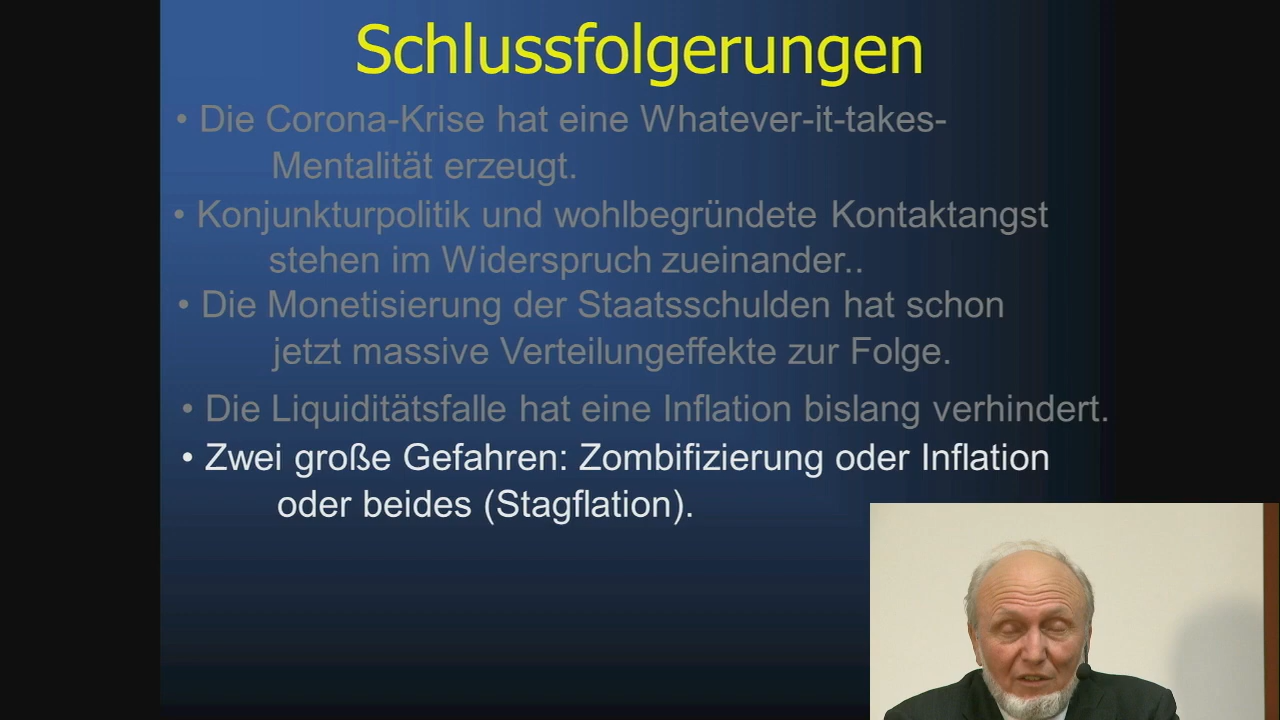 Schlussfolgerungen
• Die Corona-Krise hat eine Whatever-it-takes-
Mentalität erzeugt.
• Konjunkturpolitik und wohlbegründete Kontaktangst
stehen im Widerspruch zueinander..
• Die Monetisierung der Staatsschulden hat schon
jetzt massive Verteilungeffekte zur Folge.
• Die Liquiditätsfalle hat eine Inflation bislang verhindert.
• Zwei große Gefahren: Zombifizierung oder Inflation
oder beides (Stagflation).